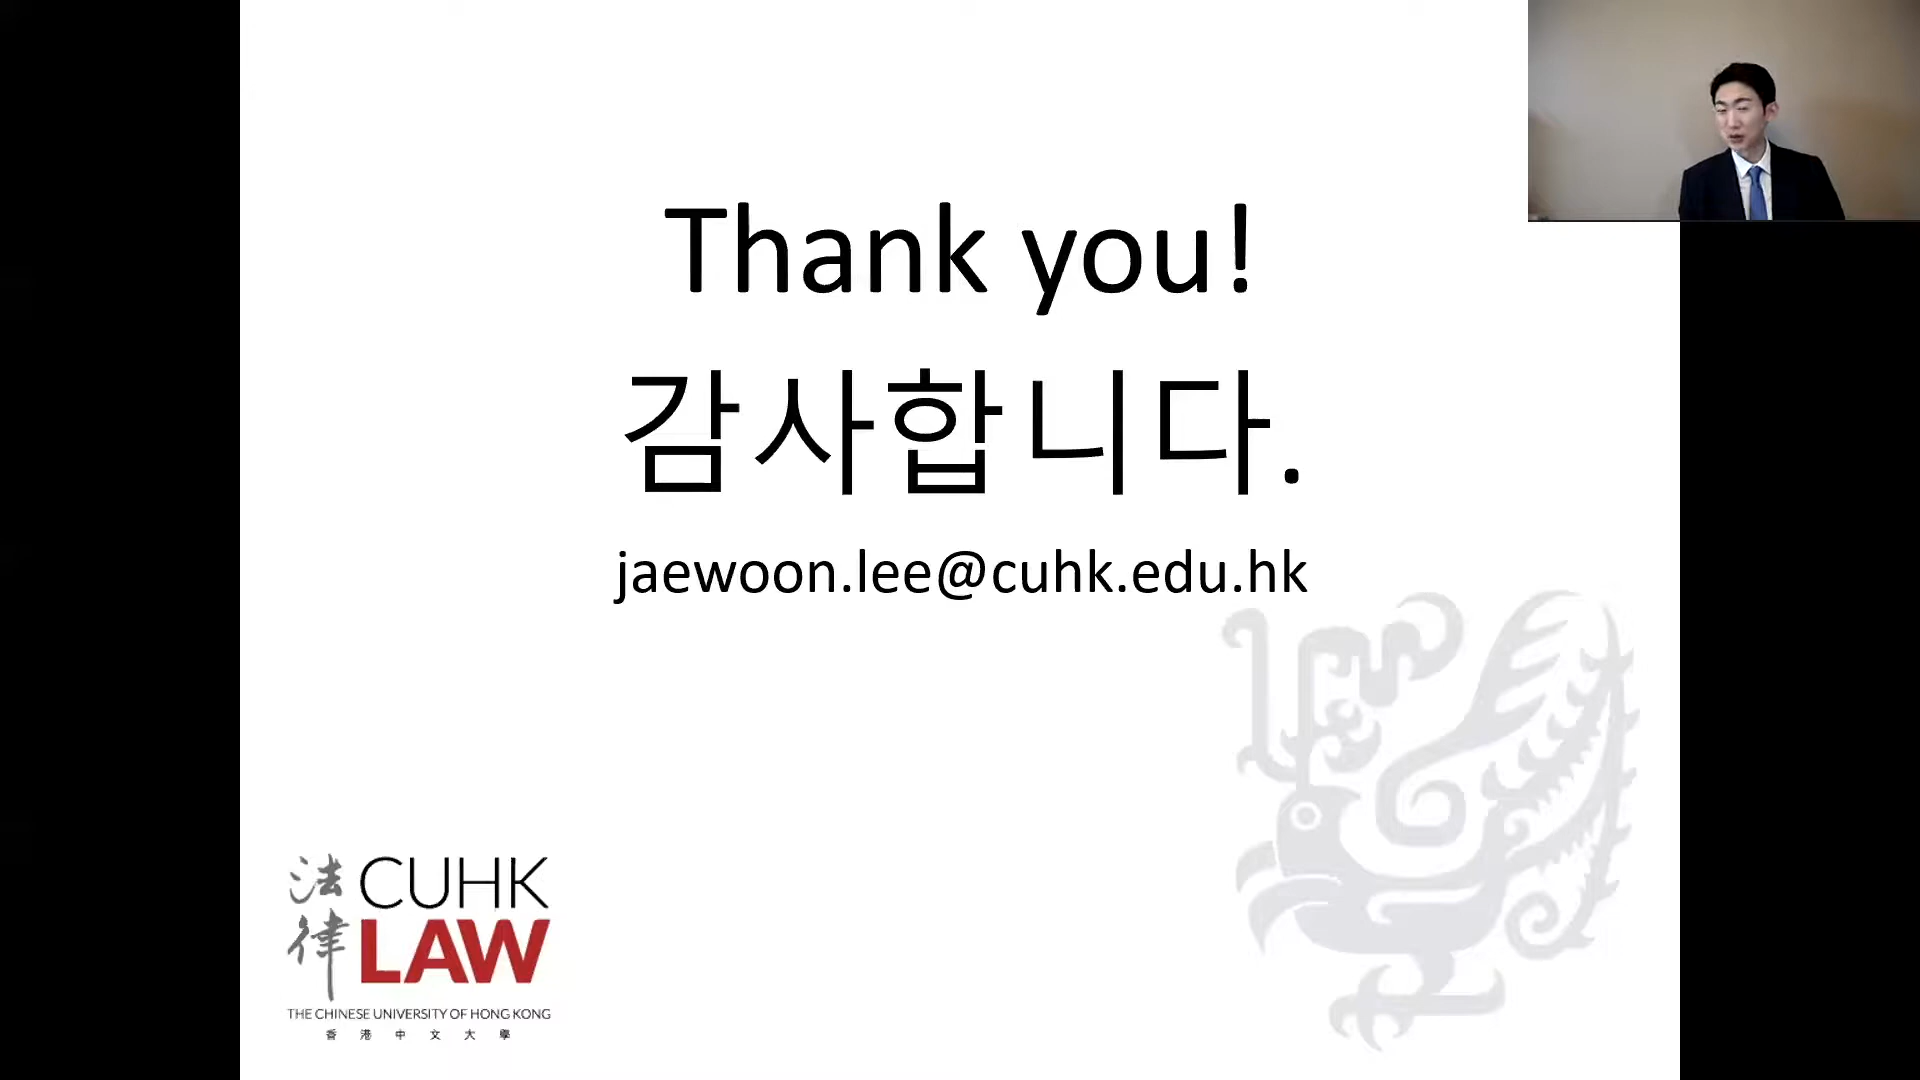 Thank you!
감사합니다.
jaewoon.lee@cuhk.edu.hk
法律
CUHK
LAW
THE CHINESE UNIVERSITY OF HONG KONG
香港中文大學